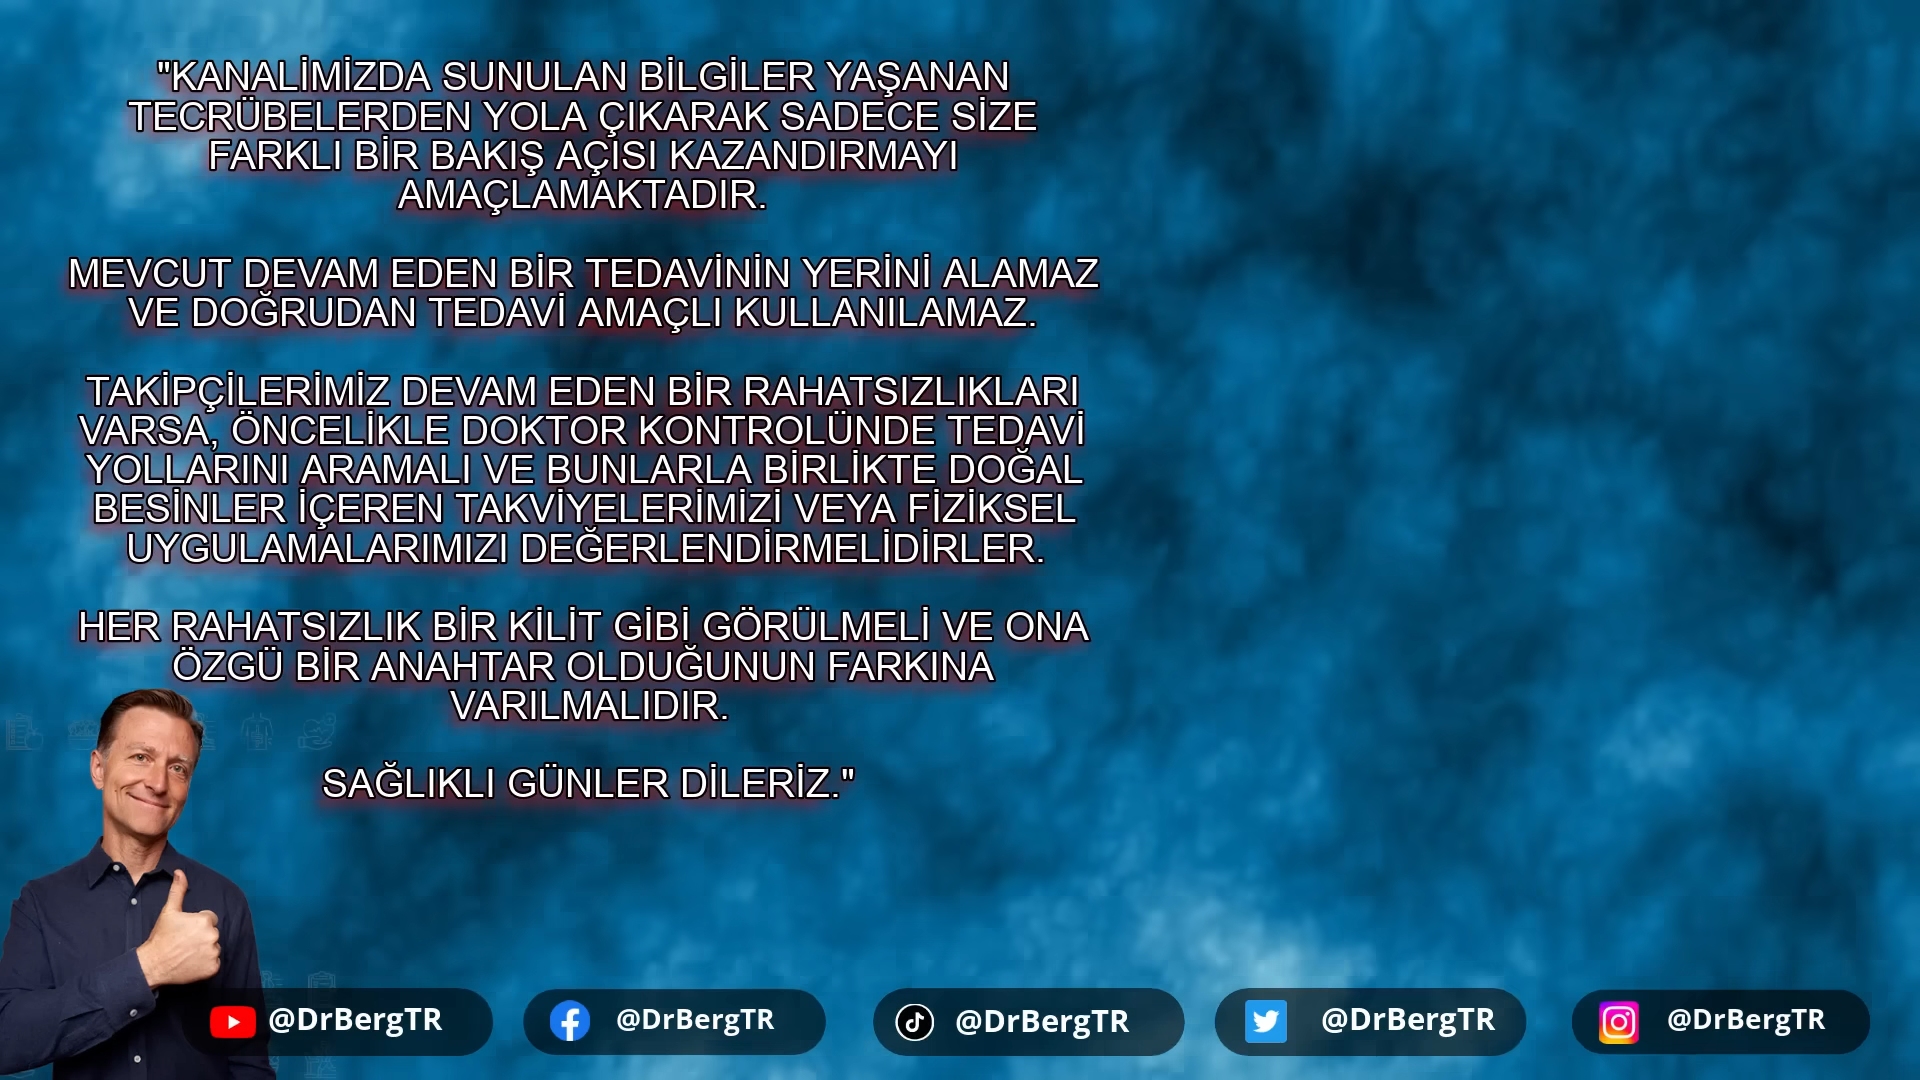 "KANALİMİZDA SUNULAN BİLGİLER YAŞANAN
TECRÜBELERDEN YOLA ÇIKARAK SADECE SİZE
FARKLI BİR BAKIŞ AÇISI KAZANDIRMAYI
AMAÇLAMAKTADIR.
MEVCUT DEVAM EDEN BİR TEDAVİNİN YERİNİ ALAMAZ
VE DOĞRUDAN TEDAVİ AMAÇLI KULLANILAMAZ.
TAKİPÇİLERİMİZ DEVAM EDEN BİR RAHATSIZLIKLARI
VARSA, ÖNCELİKLE DOKTOR KONTROLÜNDE TEDAVİ
YOLLARINI ARAMALI VE BUNLARLA BİRLİKTE DOĞAL
BESİNLER İÇEREN TAKVİYELERİMİZİ VEYA FİZİKSEL
UYGULAMALARIMIZI DEĞERLENDİRMELİDİRLER.
HER RAHATSIZLIK BİR KİLİT GİBİ GÖRÜLMELİ VE ONA
ÖZGÜ BİR ANAHTAR OLDUĞUNUN FARKINA
VARILMALIDIR.
SAĞLIKLI GÜNLER DİLERİZ."
@DrBergTR
@DrBergTR
@DrBergTR
@DrBergTR
@DrBergTR